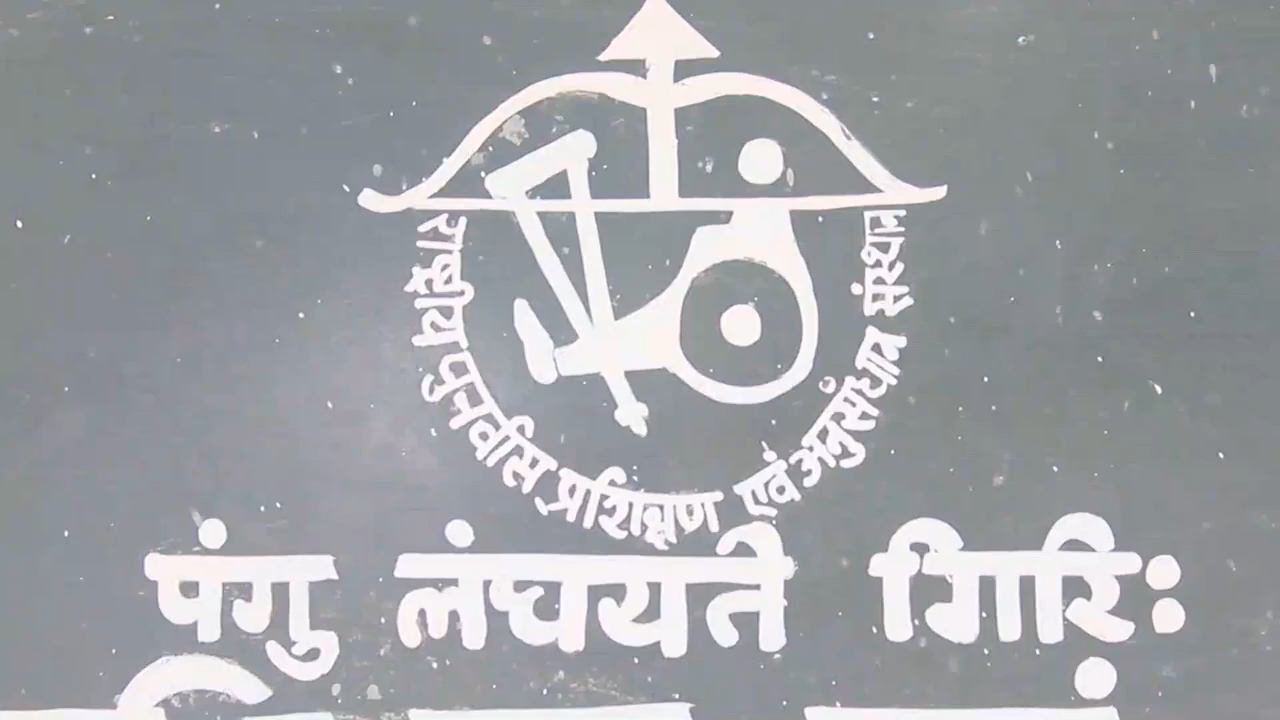 राष्ट्रीय पुनर्वास प्रशिक्षण एवं अनुसंधान संस्थान
पंगु लंघयते गिरिः